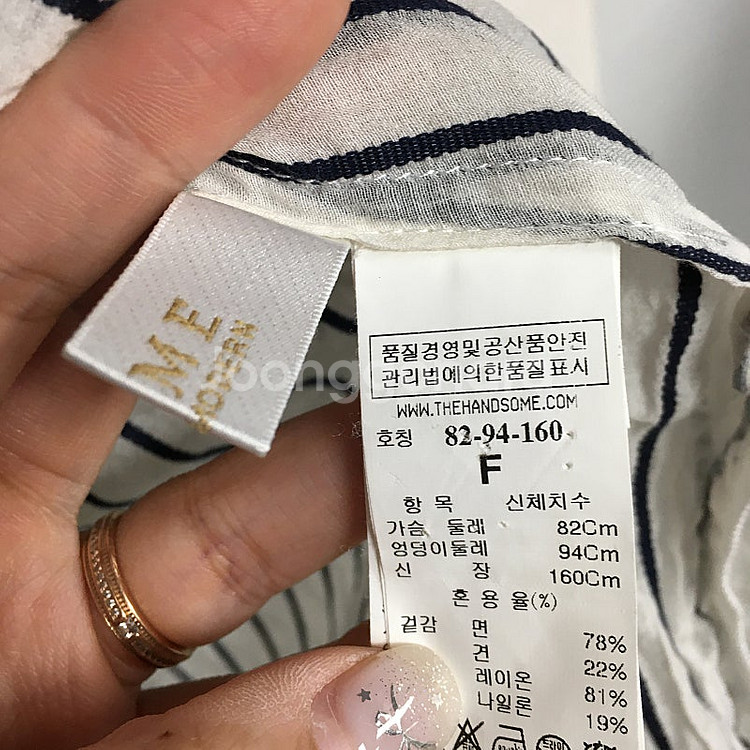 ME
품질경영및공산품안전
관리법에의한품질표시
WWW.THEHANDSOME.COM
호칭 82-94-160
F
항 목 신체치수
가슴 둘레 82Cm
엉덩이둘레 94Cm
신 장 160Cm
혼 용 율(%)
겉감 면 78%
견 22%
레이온 81%
나일론 19%